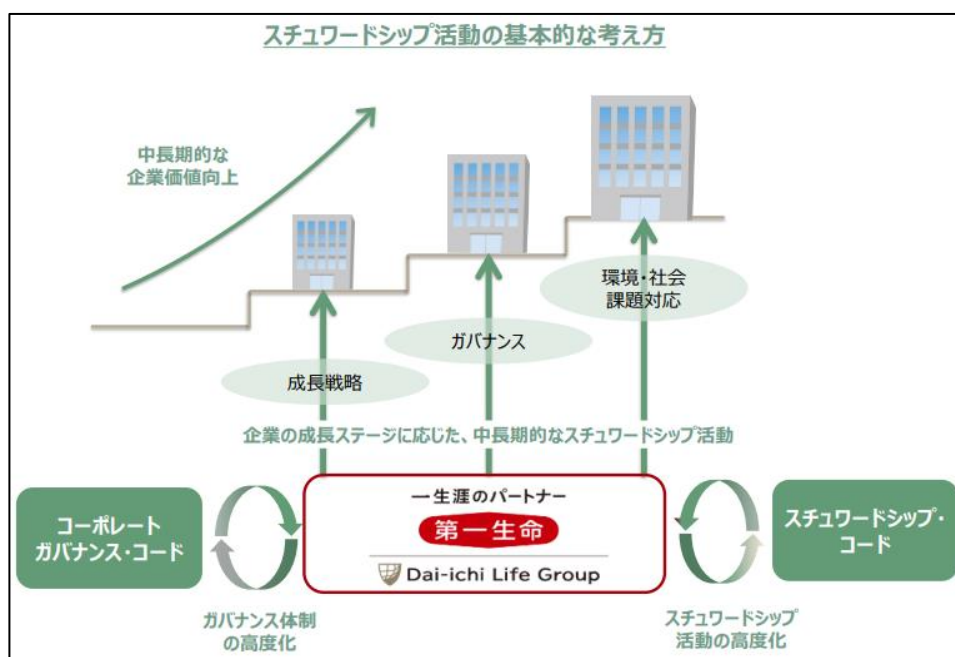 スチュワードシップ活動の基本的な考え方
中長期的な
企業価値向上
環境・社会
課題対応
ガバナンス
成長戦略
企業の成長ステージに応じた、中長期的なスチュワードシップ活動
コーポレート
ガバナンス・コード
一生涯のパートナー
第一生命
Dai-ichi Life Group
スチュワードシップ・
コード
ガバナンス体制
の高度化
スチュワードシップ
活動の高度化